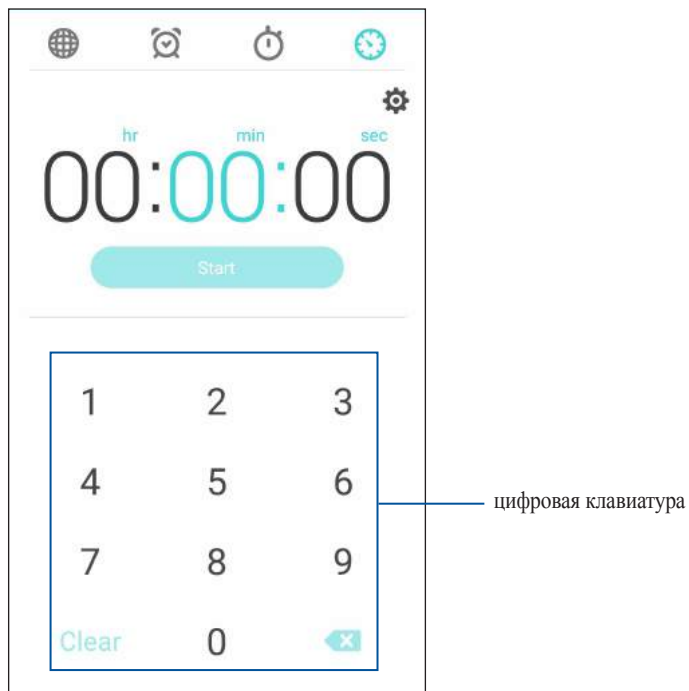 hr min sec
00:00:00
Start
1 2 3
4 5 6
цифровая клавиатура
7 8 9
Clear 0